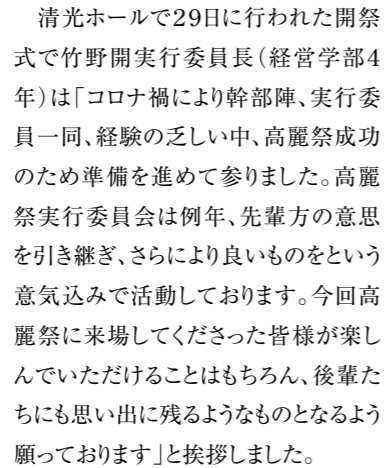 清光ホールで29日に行われた開祭
式で竹野開実行委員長（経営学部4
年）は「コロナ禍により幹部陣、実行委
員一同、経験の乏しい中、高麗祭成功
のため準備を進めて参りました。高麗
祭実行委員会は例年、先輩方の意思
を引き継ぎ、さらにより良いものをという
意気込みで活動しております。今回高
麗祭に来場してくださった皆様が楽し
んでいただけることはもちろん、後輩た
ちにも思い出に残るようなものとなるよう
願っております」と挨拶しました。